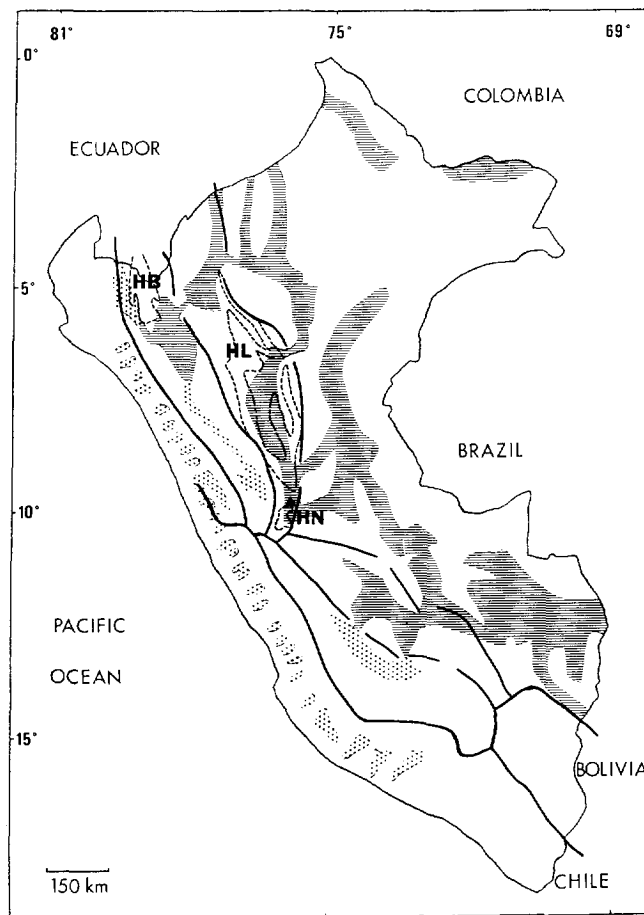 81° 75° 69°
0°
COLOMBIA
ECUADOR
5°
HB
HL
BRAZIL
10°
HN
PACIFIC
OCEAN
15°
BOLIVIA
150 km
CHILE